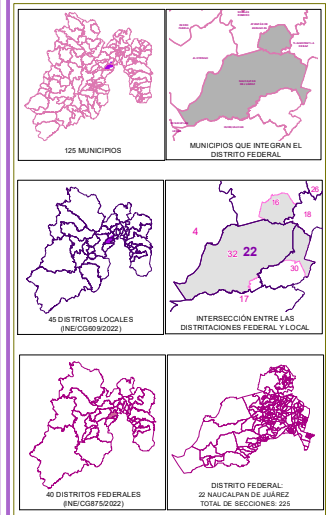 125 MUNICIPIOS
MUNICIPIOS QUE INTEGRAN EL
DISTRITO FEDERAL
45 DISTRITOS LOCALES
(INE/CG609/2022)
26
16
18
4
32 22
30
17
INTERSECCIÓN ENTRE LAS
DISTRITACIONES FEDERAL Y LOCAL
40 DISTRITOS FEDERALES
(INE/CG875/2022)
DISTRITO FEDERAL:
22 NAUCALPAN DE JUÁREZ
TOTAL DE SECCIONES: 225